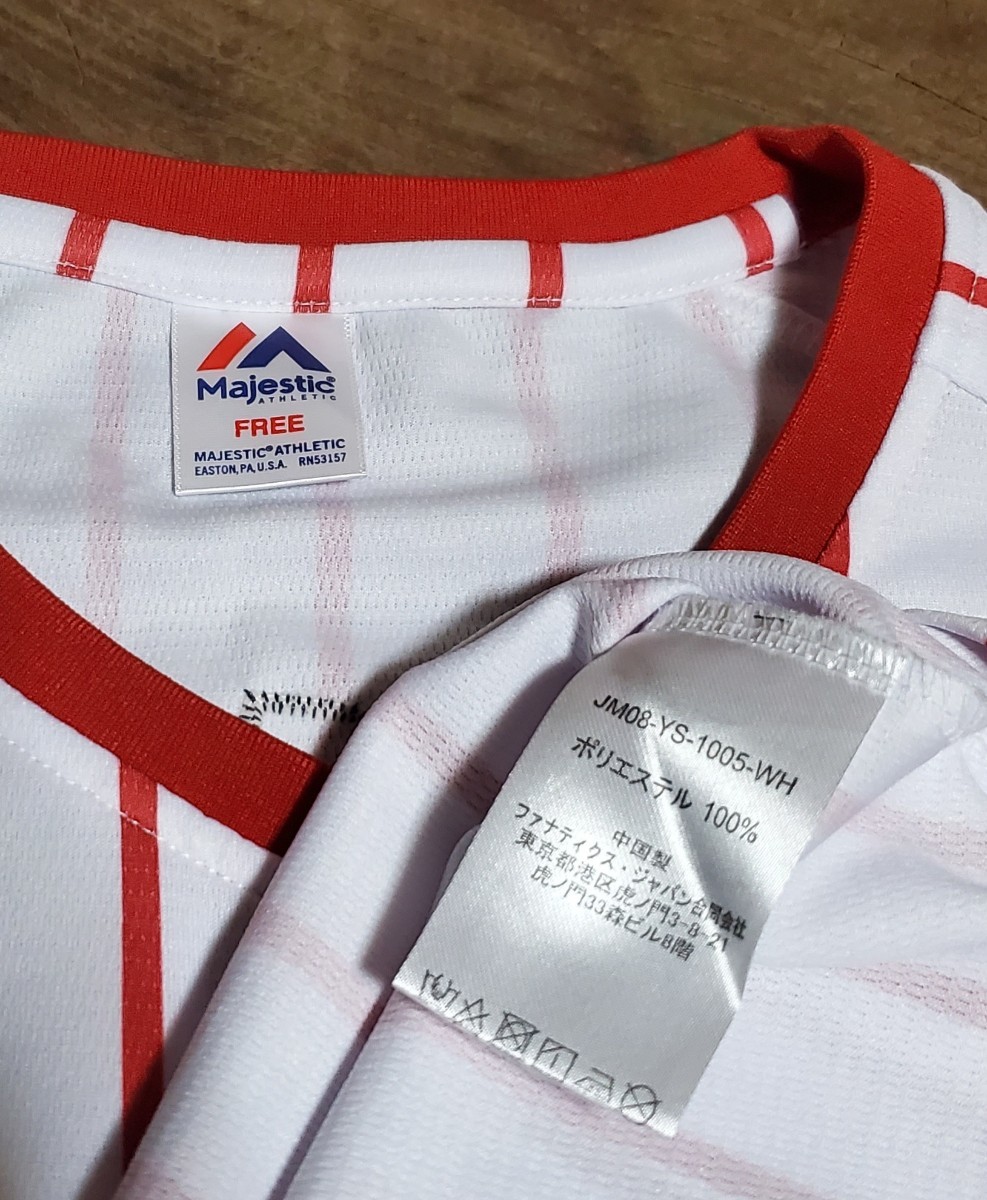 Majestic®
ATHLETIC
FREE
MAJESTIC® ATHLETIC
EASTON, PA, U.S.A. RN53157
JM08-YS-1005-WH
ポリエステル 100%
中国製
ファナティクス・ジャパン合同会社
東京都港区虎ノ門3-8-21
虎ノ門33森ビル8階